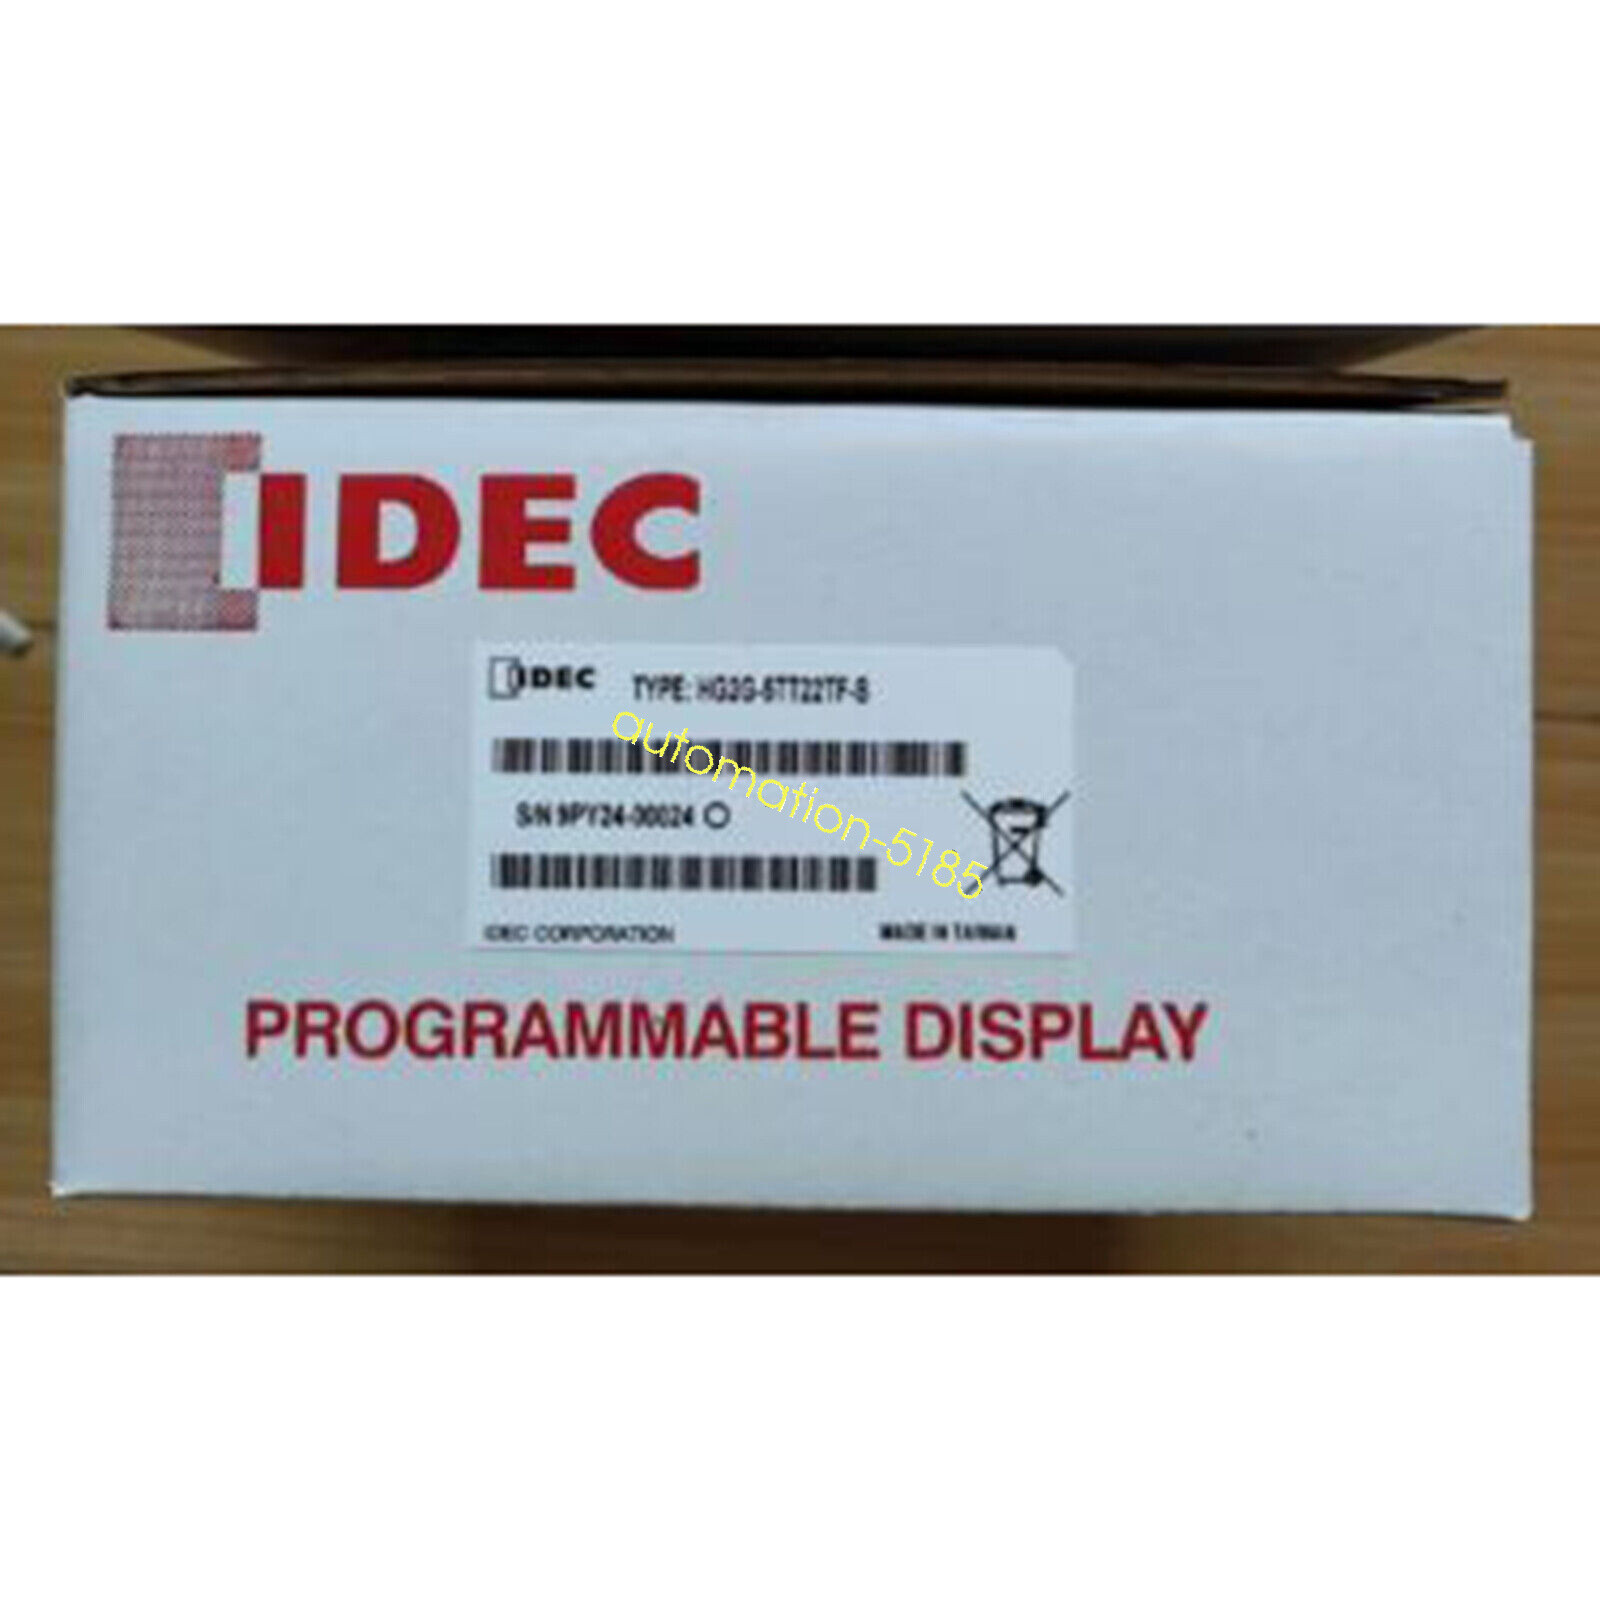 IDEC
IDEC TYPE: HG2G-5TT22TF-S
automation-5185
S/N 9PY24-00024
IDEC CORPORATION MADE IN TAIWAN
PROGRAMMABLE DISPLAY